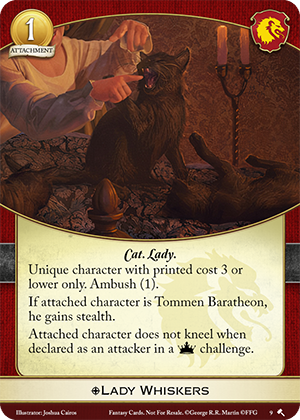 1
ATTACHMENT
Cat. Lady.
Unique character with printed cost 3 or
lower only. Ambush (1).
If attached character is Tommen Baratheon,
he gains stealth.
Attached character does not kneel when
declared as an attacker in a challenge.
Lady Whiskers
Illustrator: Joshua Cairos Fantasy Cards. Not For Resale. ©George R.R. Martin ©FFG 9